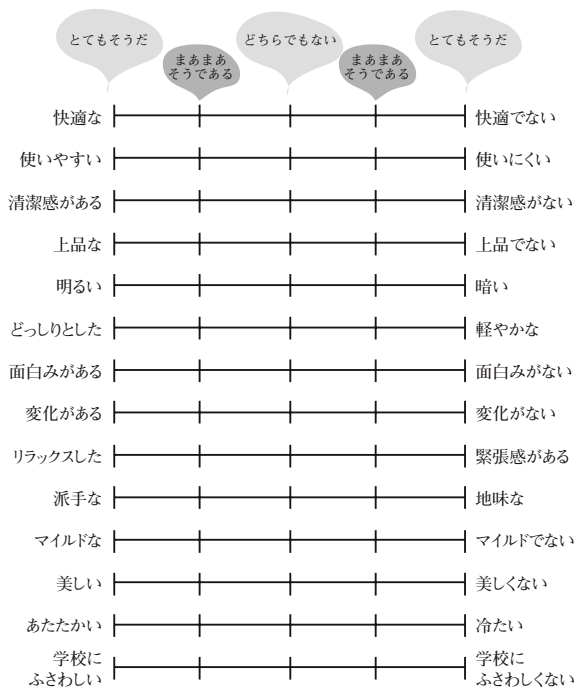 とてもそうだ
まあまあ
そうである
どちらでもない
まあまあ
そうである
とてもそうだ
快適な 快適でない
使いやすい 使いにくい
清潔感がある 清潔感がない
上品な 上品でない
明るい 暗い
どっしりとした 軽やかな
面白みがある 面白みがない
変化がある 変化がない
リラックスした 緊張感がある
派手な 地味な
マイルドな マイルドでない
美しい 美しくない
あたたかい 冷たい
学校に 学校に
ふさわしい ふさわしくない